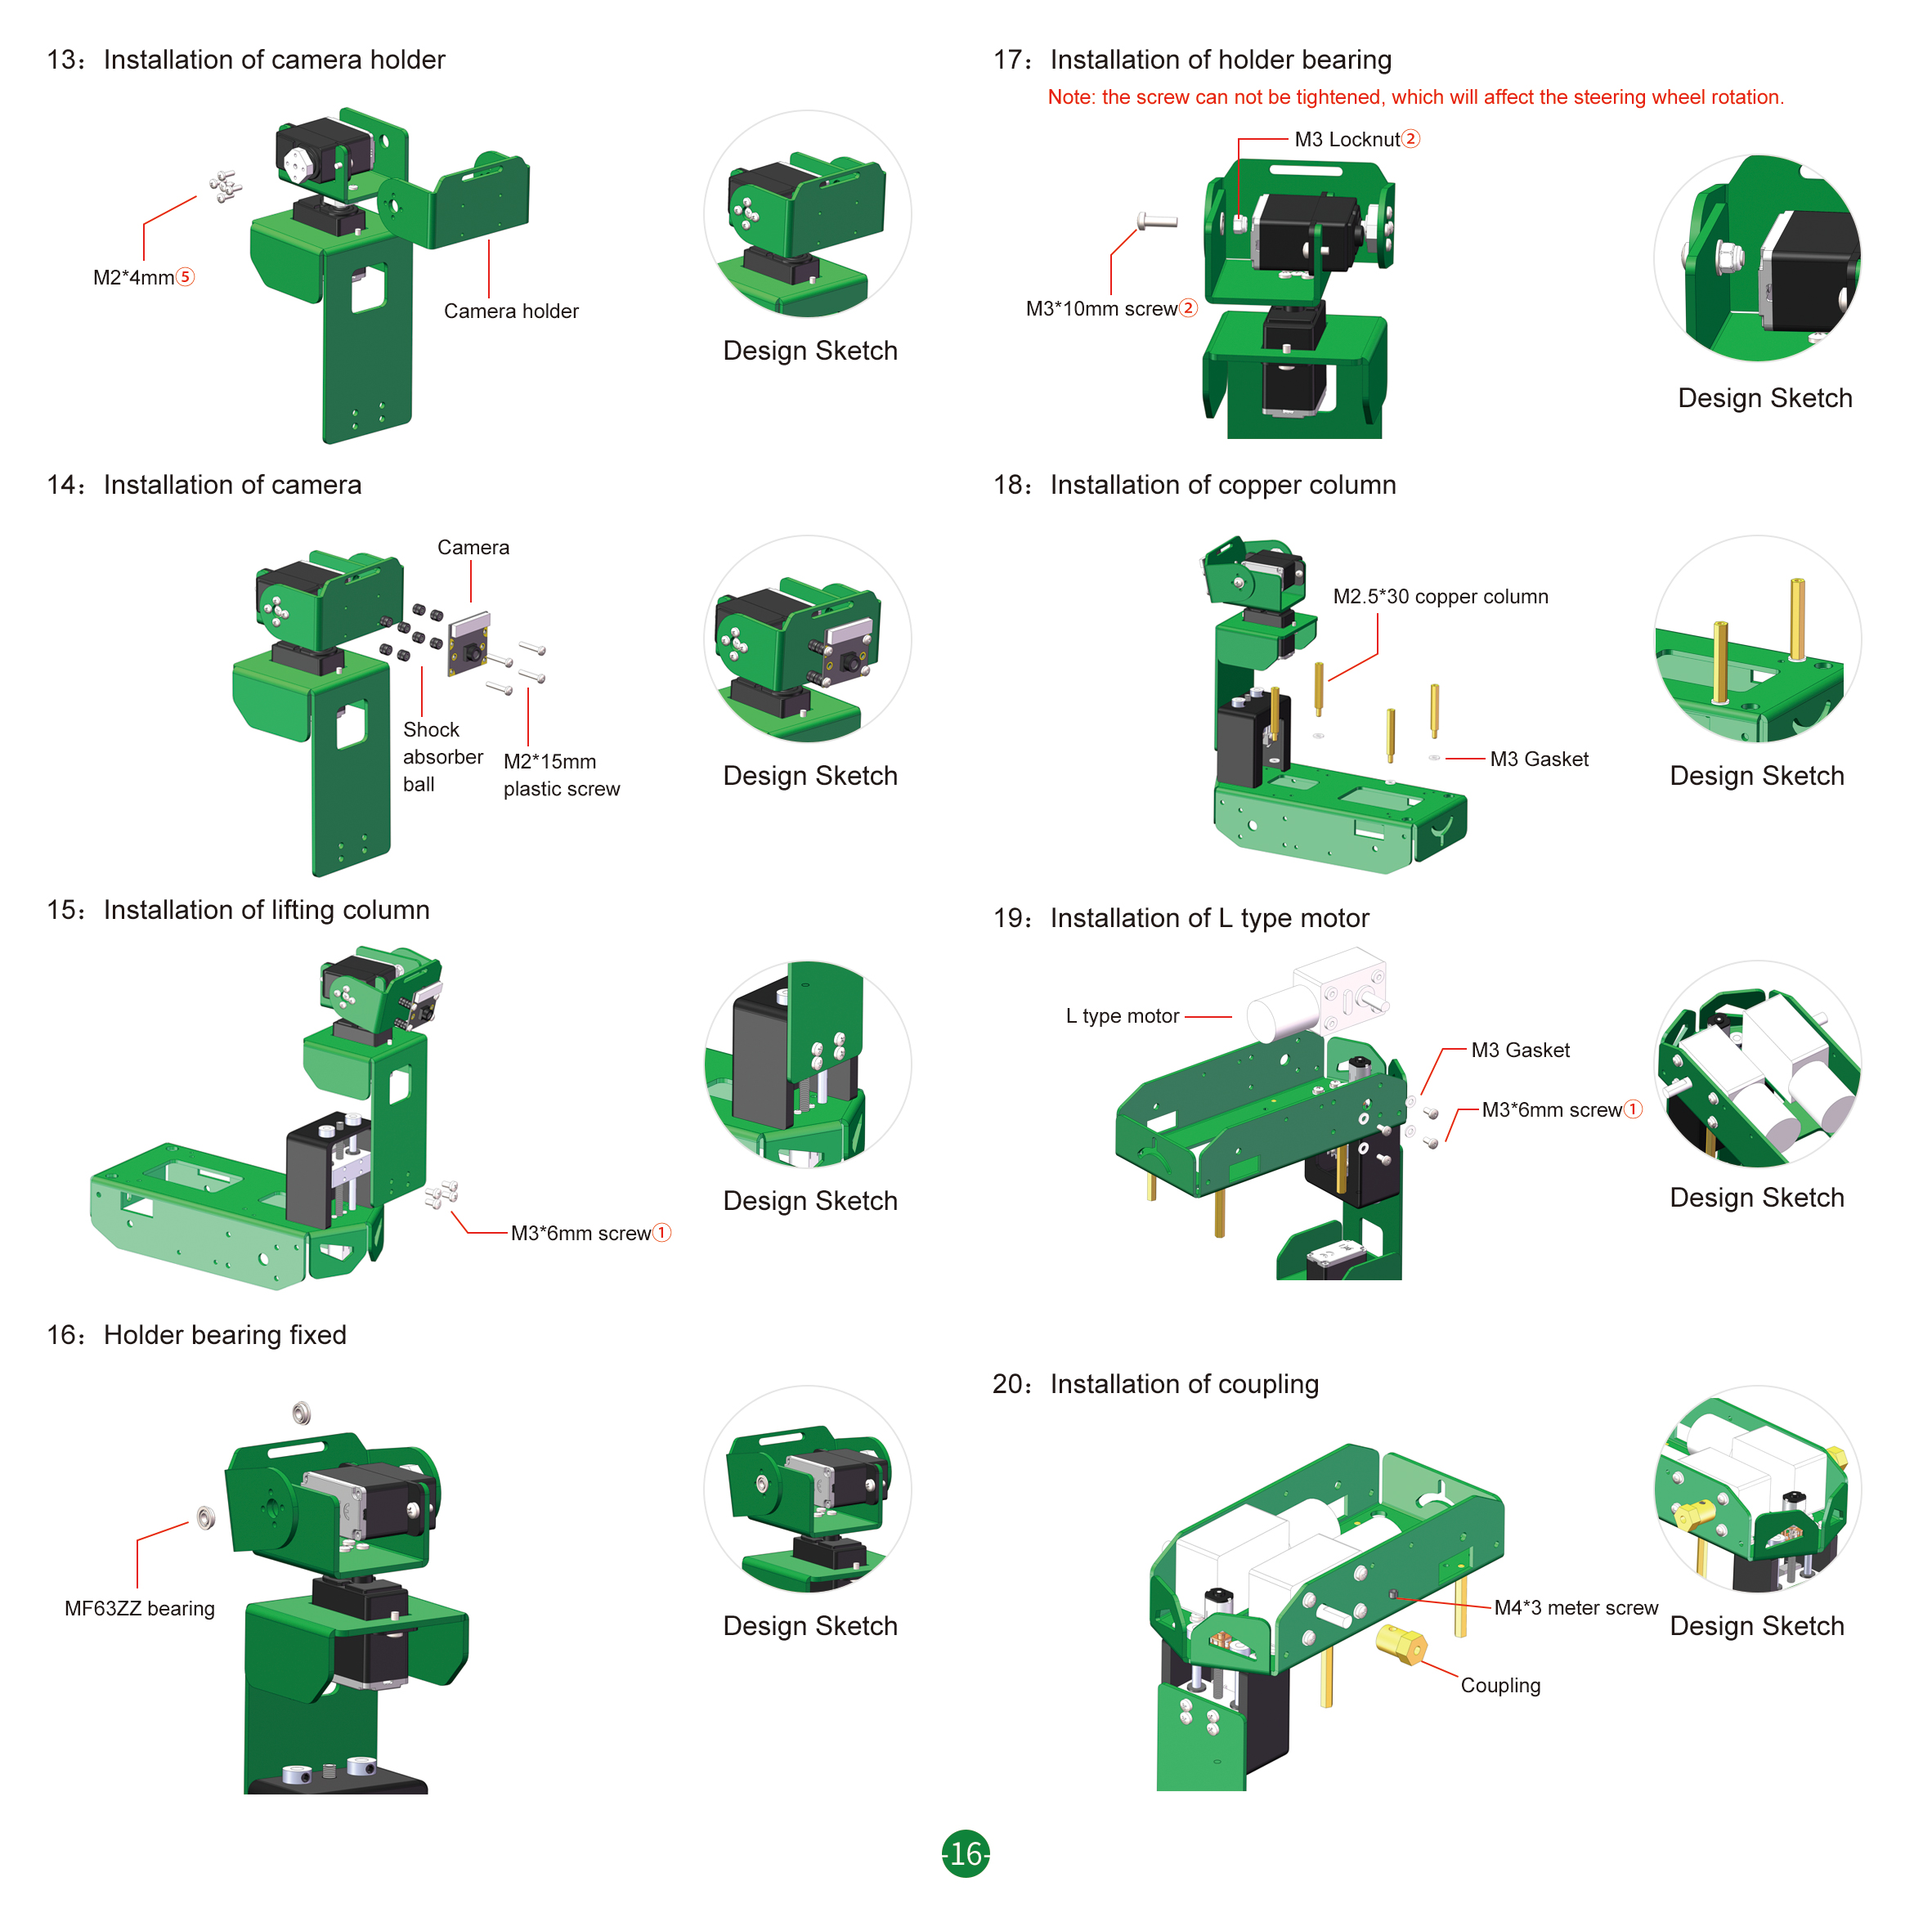 13：Installation of camera holder
M2*4mm⑤
Camera holder
Design Sketch
14：Installation of camera
Camera
Shock
absorber
ball
M2*15mm
plastic screw
Design Sketch
15：Installation of lifting column
M3*6mm screw①
Design Sketch
16：Holder bearing fixed
MF63ZZ bearing
Design Sketch
17：Installation of holder bearing
Note: the screw can not be tightened, which will affect the steering wheel rotation.
M3 Locknut②
M3*10mm screw②
Design Sketch
18：Installation of copper column
M2.5*30 copper column
M3 Gasket
Design Sketch
19：Installation of L type motor
L type motor
M3 Gasket
M3*6mm screw①
Design Sketch
20：Installation of coupling
M4*3 meter screw
Coupling
Design Sketch
-16-